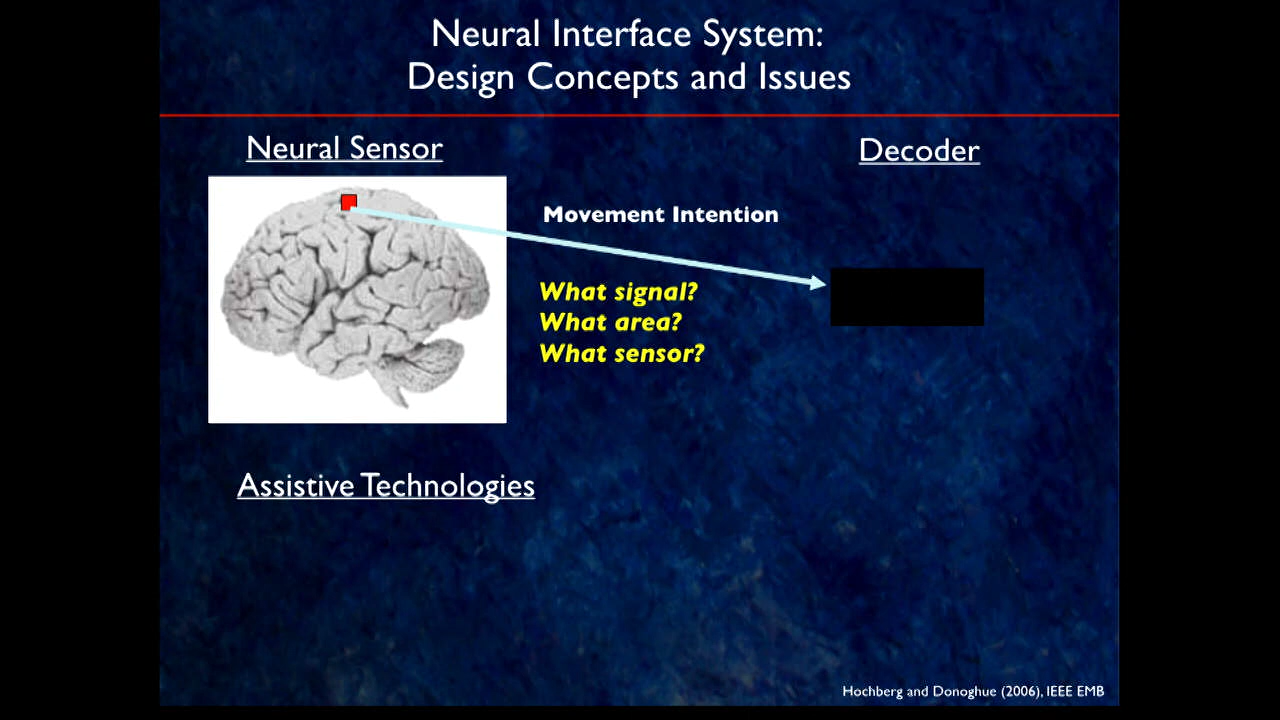 Neural Interface System:
Design Concepts and Issues
Neural Sensor
Decoder
Movement Intention
What signal?
What area?
What sensor?
Assistive Technologies
Hochberg and Donoghue (2006), IEEE EMB